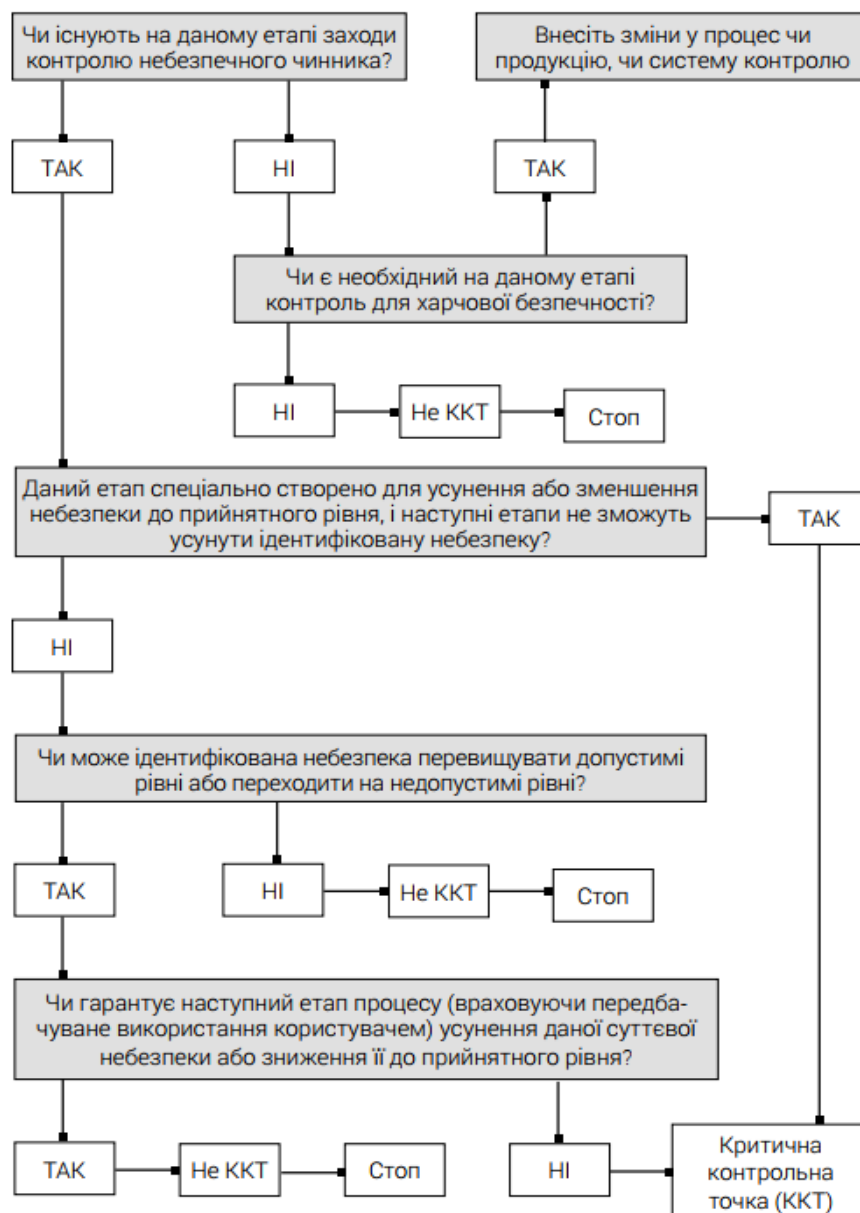 Чи існують на даному етапі заходи
контролю небезпечного чинника?
Внесіть зміни у процес чи
продукцію, чи систему контролю
ТАК
НІ
ТАК
Чи є необхідний на даному етапі
контроль для харчової безпечності?
НІ
Не ККТ
Стоп
Даний етап спеціально створено для усунення або зменшення
небезпеки до прийнятного рівня, і наступні етапи не зможуть
усунути ідентифіковану небезпеку?
ТАК
НІ
Чи може ідентифікована небезпека перевищувати допустимі
рівні або переходити на недопустимі рівні?
ТАК
НІ
Не ККТ
Стоп
Чи гарантує наступний етап процесу (враховуючи передба-
чуване використання користувачем) усунення даної суттєвої
небезпеки або зниження її до прийнятного рівня?
ТАК
Не ККТ
Стоп
НІ
Критична
контрольна
точка (ККТ)